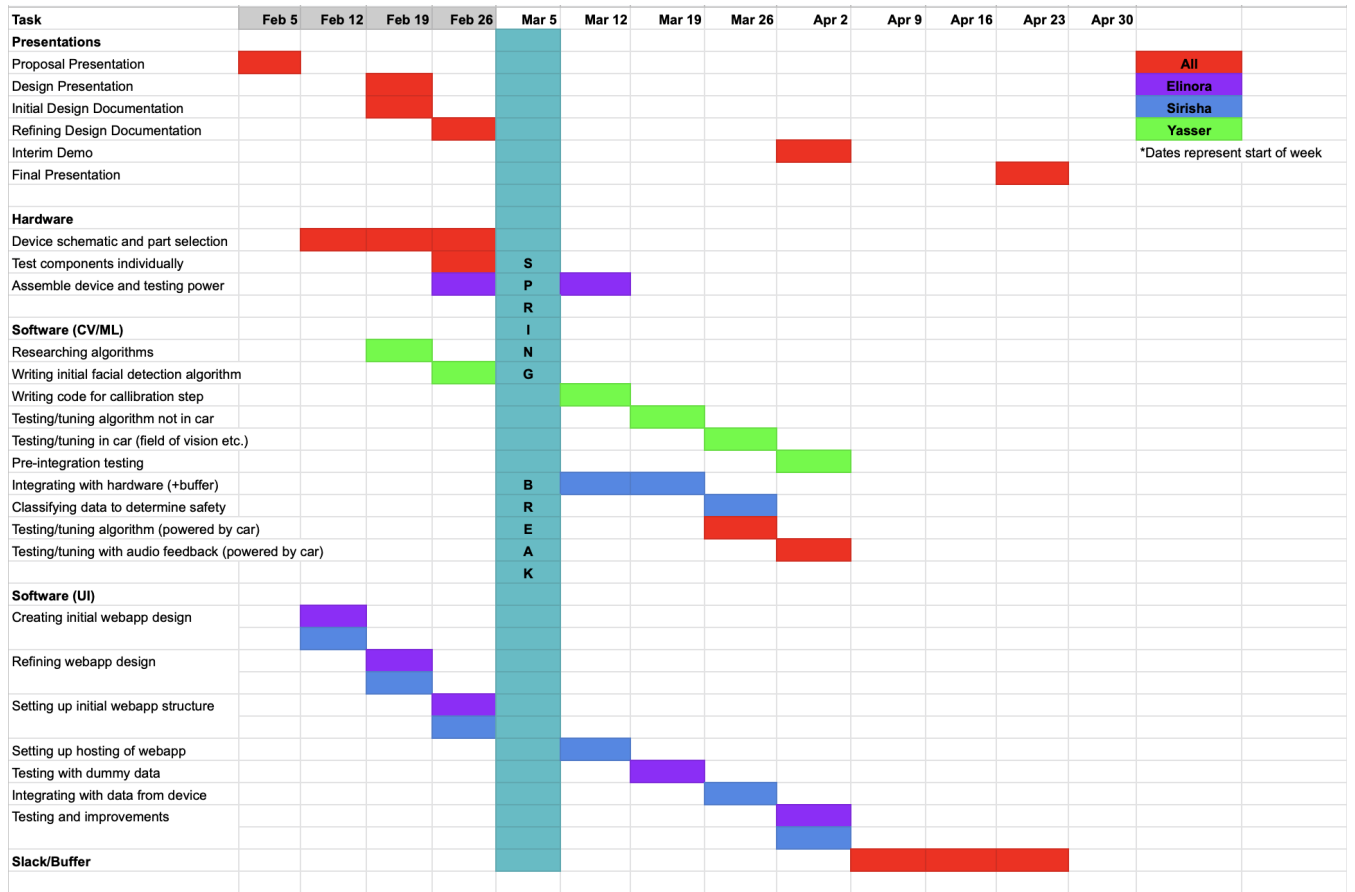 Task Feb 5 Feb 12 Feb 19 Feb 26 Mar 5 Mar 12 Mar 19 Mar 26 Apr 2 Apr 9 Apr 16 Apr 23 Apr 30
Presentations
Proposal Presentation All
Design Presentation Elinora
Initial Design Documentation Sirisha
Refining Design Documentation Yasser
Interim Demo *Dates represent start of week
Final Presentation
Hardware
Device schematic and part selection
Test components individually S
Assemble device and testing power P
R
Software (CV/ML) I
Researching algorithms N
Writing initial facial detection algorithm G
Writing code for callibration step
Testing/tuning algorithm not in car
Testing/tuning in car (field of vision etc.)
Pre-integration testing
Integrating with hardware (+buffer) B
Classifying data to determine safety R
Testing/tuning algorithm (powered by car) E
Testing/tuning with audio feedback (powered by car) A
K
Software (UI)
Creating initial webapp design
Refining webapp design
Setting up initial webapp structure
Setting up hosting of webapp
Testing with dummy data
Integrating with data from device
Testing and improvements
Slack/Buffer